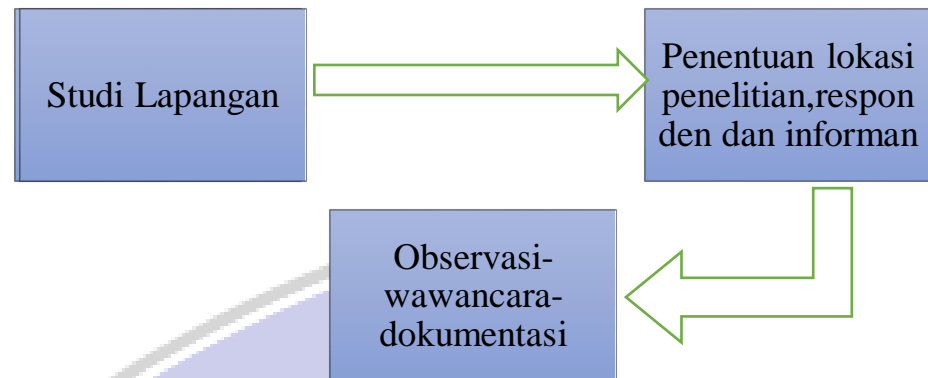 Studi Lapangan
Penentuan lokasi
penelitian,respon
den dan informan
Observasi-
wawancara-
dokumentasi